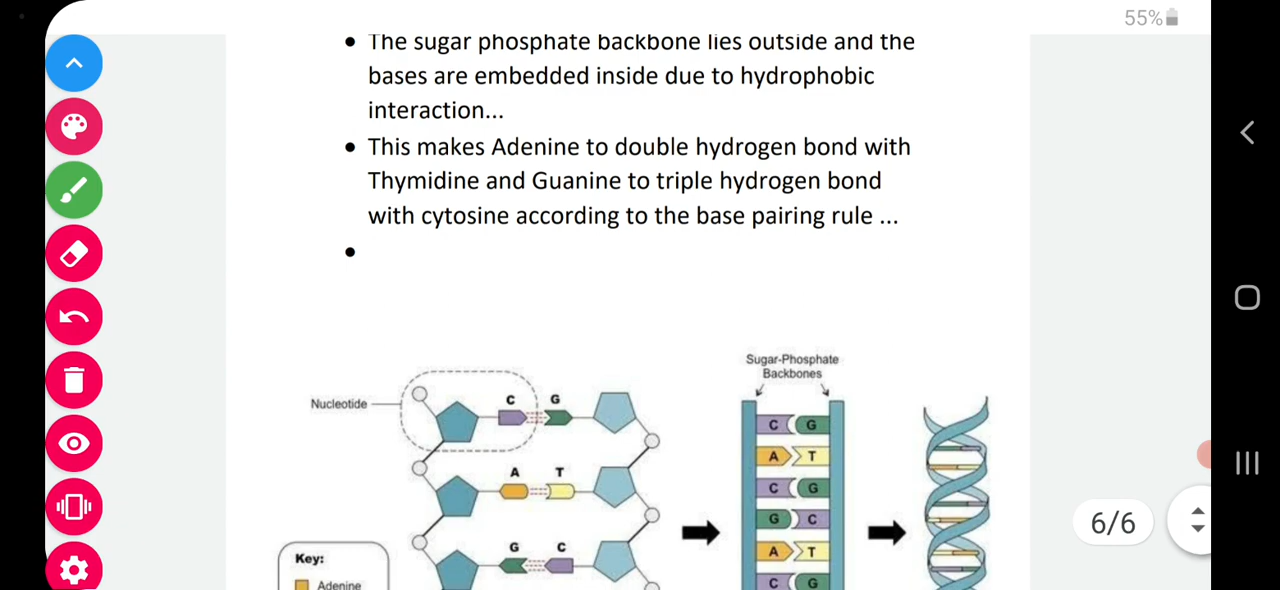 55%
• The sugar phosphate backbone lies outside and the
bases are embedded inside due to hydrophobic
interaction...
• This makes Adenine to double hydrogen bond with
Thymidine and Guanine to triple hydrogen bond
with cytosine according to the base pairing rule ...
•
Sugar-Phosphate
Backbones
Nucleotide
C G
A T
G C
C G
A T
C G
G C
A T
C G
Key:
Adenine
6/6